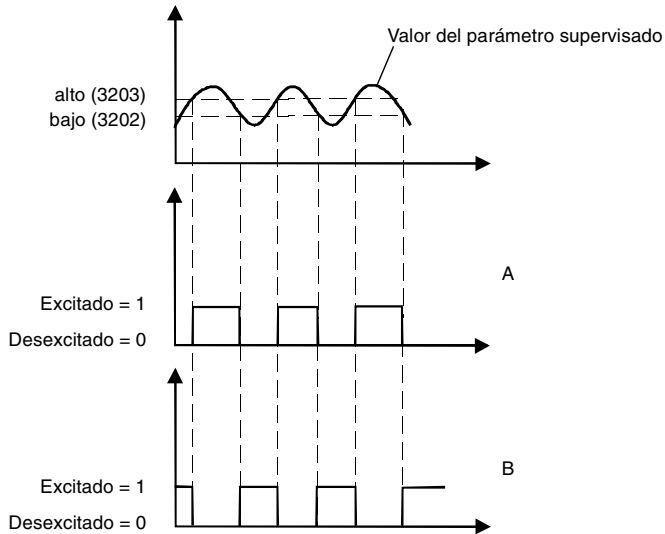 Valor del parámetro supervisado
alto (3203)
bajo (3202)
A
Excitado = 1
Desexcitado = 0
B
Excitado = 1
Desexcitado = 0